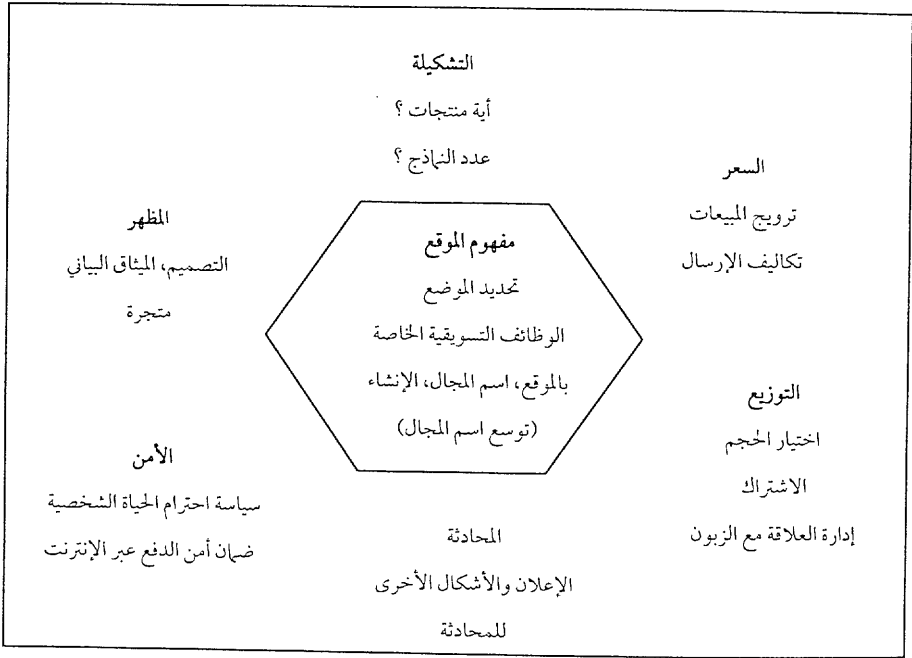 التشكيلة
أية منتجات ؟
عدد النماذج ؟
السعر
ترويج المبيعات
تكاليف الإرسال
المظهر
التصميم، الميثاق البياني
متجرة
مفهوم الموقع
تحديد الموضع
الوظائف التسويقية الخاصة
بالموقع، اسم المجال، الإنشاء
(توسع اسم المجال)
التوزيع
اختيار الحجم
الاشتراك
إدارة العلاقة مع الزبون
الأمن
سياسة احترام الحياة الشخصية
ضمان أمن الدفع عبر الإنترنت
المحادثة
الإعلان والأشكال الأخرى
للمحادثة